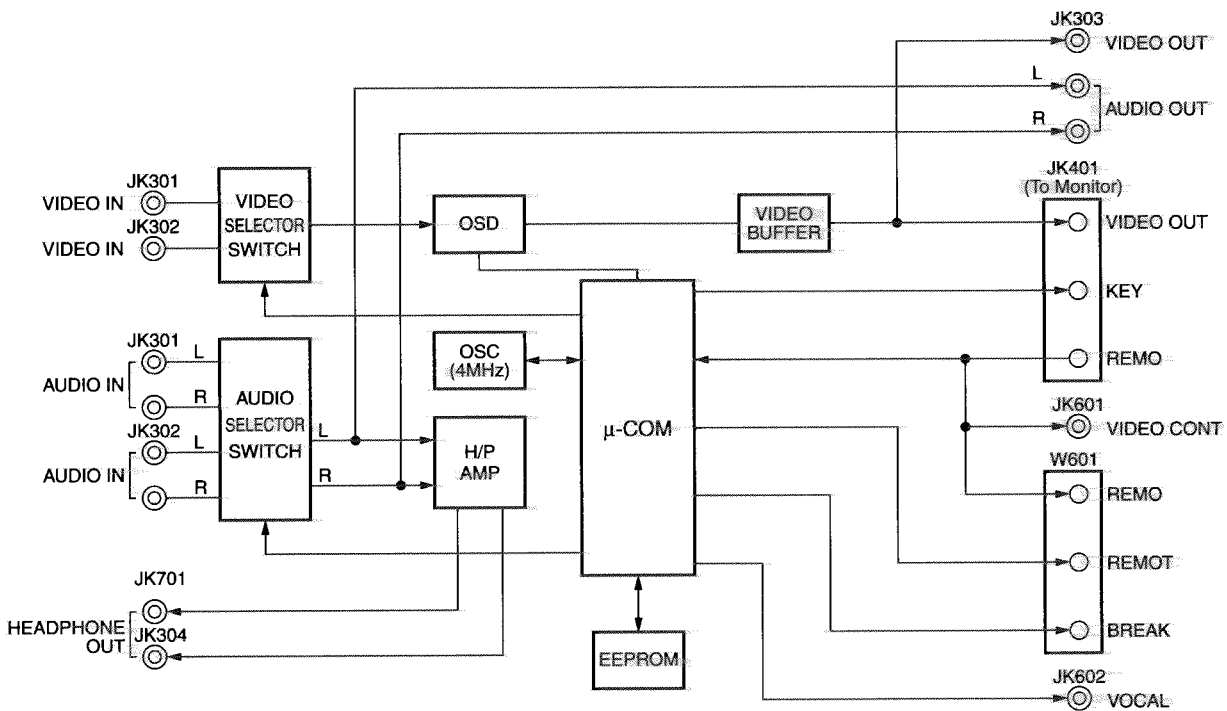 JK303
VIDEO OUT
L
AUDIO OUT
R
JK401
(To Monitor)
JK301
VIDEO IN
JK302
VIDEO IN
VIDEO
SELECTOR
SWITCH
OSD
VIDEO
BUFFER
VIDEO OUT
KEY
REMO
JK301
L
AUDIO IN
R
JK302
L
AUDIO IN
R
AUDIO
SELECTOR
SWITCH
L
R
OSC
(4MHz)
H/P
AMP
μ-COM
JK601
VIDEO CONT
W601
REMO
REMOT
BREAK
JK701
HEADPHONE
OUT
JK304
EEPROM
JK602
VOCAL